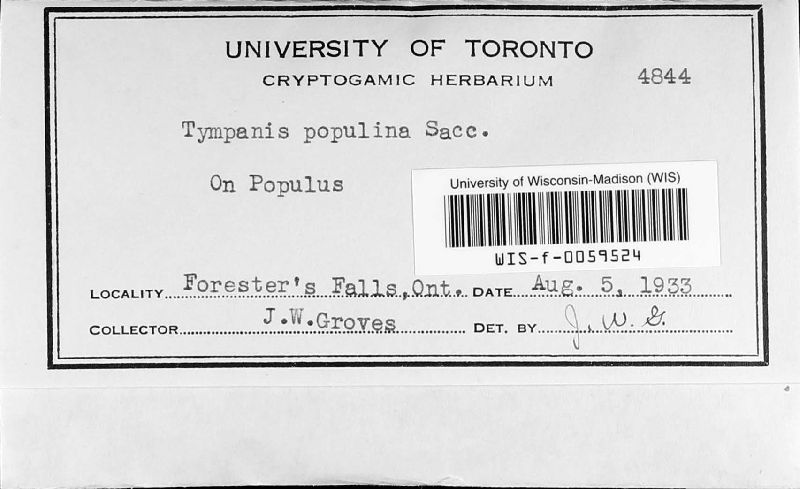 UNIVERSITY OF TORONTO
CRYPTOGAMIC HERBARIUM 4844
Tympanis populina Sacc.
On Populus
University of Wisconsin-Madison (WIS)
WIS-f-0059524
LOCALITY Forester's Falls, Ont. DATE Aug. 5, 1933
COLLECTOR J.W.Groves DET. BY J. W. G.